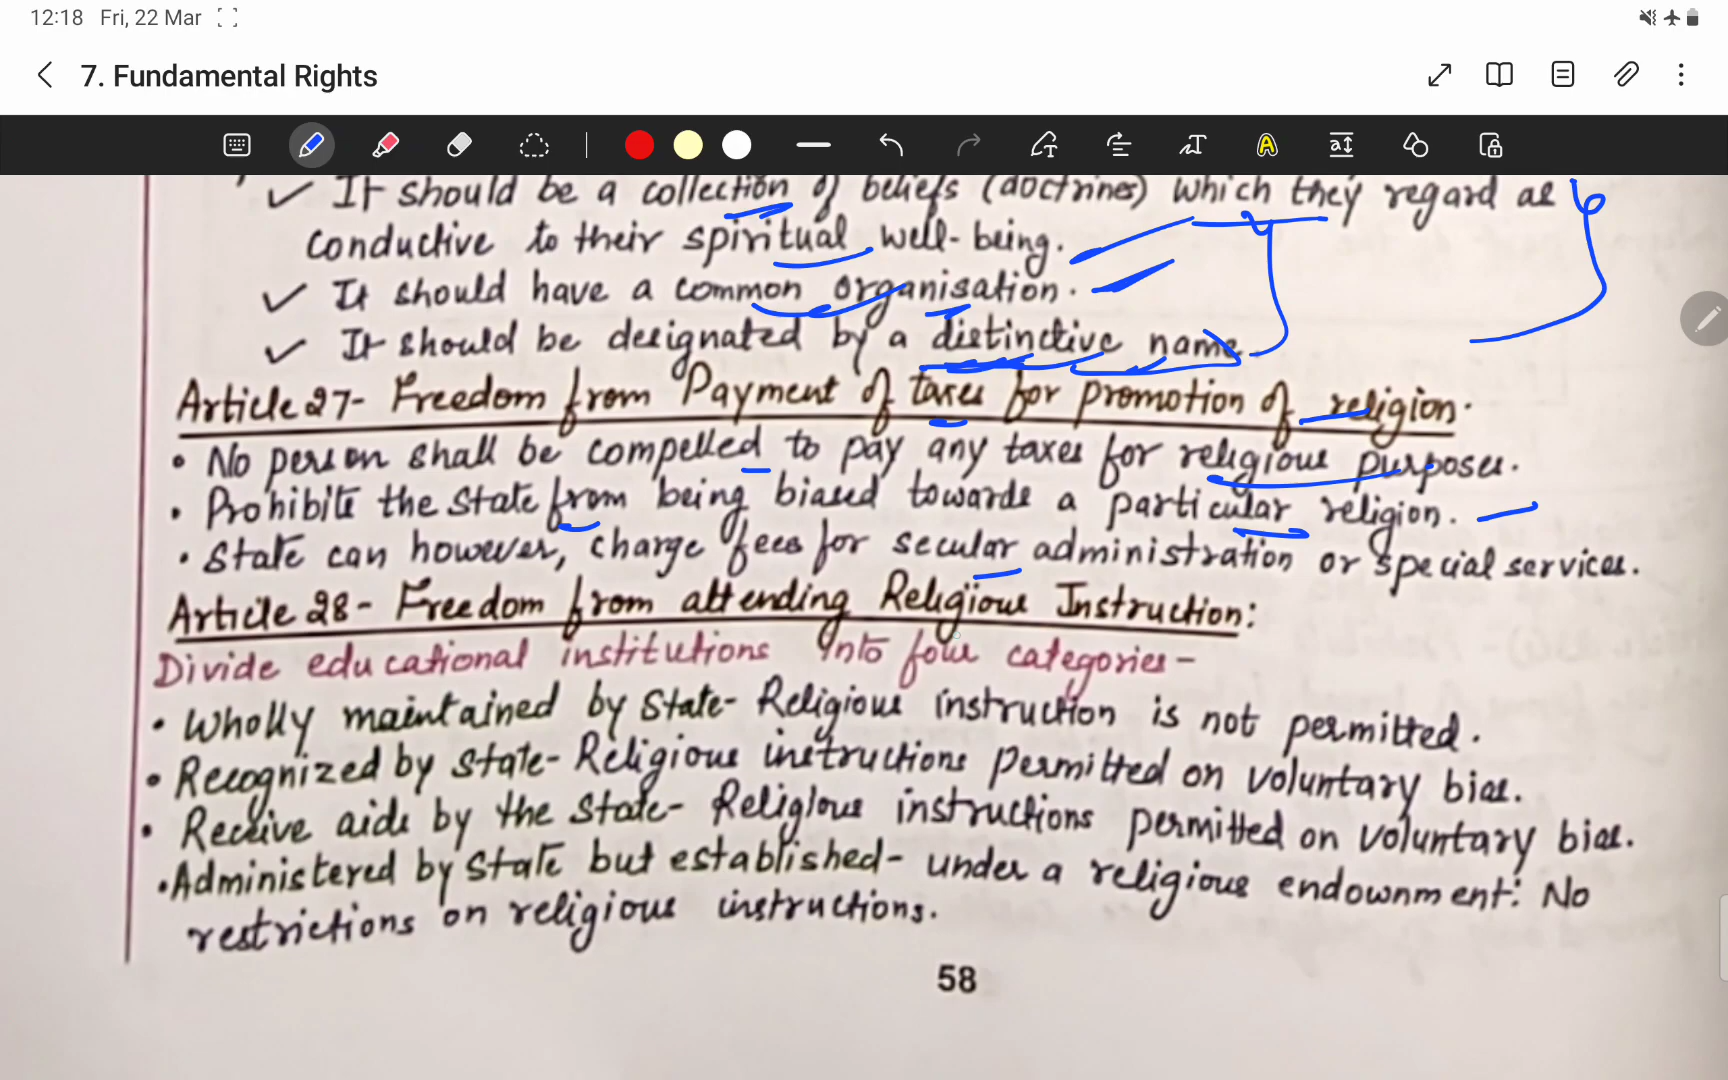 12:18 Fri, 22 Mar
7. Fundamental Rights
✓ It should be a collection of beliefs (doctrines) which they regard as
conductive to their spiritual well-being.
✓ It should have a common organisation.
✓ It should be designated by a distinctive name
Article 27- Freedom from Payment of taxes for promotion of religion.
• No person shall be compelled to pay any taxes for religious purposes.
• Prohibits the State from being biased towards a particular religion.
• State can however, charge fees for secular administration or special services.
Article 28- Freedom from attending Religious Instruction:
Divide educational institutions into four categories-
• Wholly maintained by State- Religious instruction is not permitted.
• Recognized by State- Religious instructions permitted on voluntary bias.
• Receive aids by the State- Religious instructions permitted on voluntary bias.
• Administered by State but established- under a religious endownment: No
restrictions on religious instructions.
58